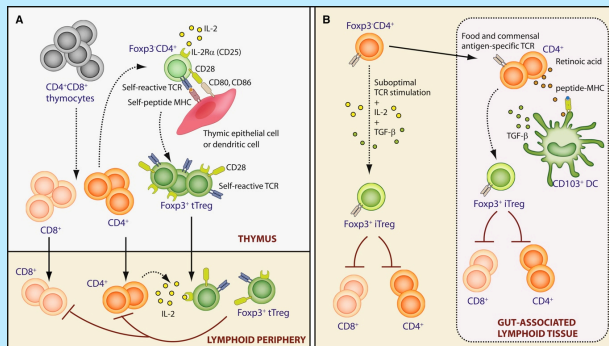 A
IL-2
Foxp3⁻CD4⁺
IL-2Rα (CD25)
CD28
CD80, CD86
Self-reactive TCR
Self-peptide MHC
CD4⁺CD8⁺
thymocytes
Thymic epithelial cell
or dendritic cell
CD28
Self-reactive TCR
Foxp3⁺ tTreg
CD8⁺
CD4⁺
THYMUS
CD8⁺
CD4⁺
IL-2
Foxp3⁺ tTreg
LYMPHOID PERIPHERY
B
Foxp3⁻CD4⁺
Suboptimal
TCR stimulation
+
IL-2
+
TGF-β
Foxp3⁺ iTreg
CD8⁺
CD4⁺
Food and commensal
antigen-specific TCR
CD4⁺
Retinoic acid
peptide-MHC
TGF-β
CD103⁺ DC
Foxp3⁺ iTreg
CD8⁺
CD4⁺
GUT-ASSOCIATED
LYMPHOID TISSUE